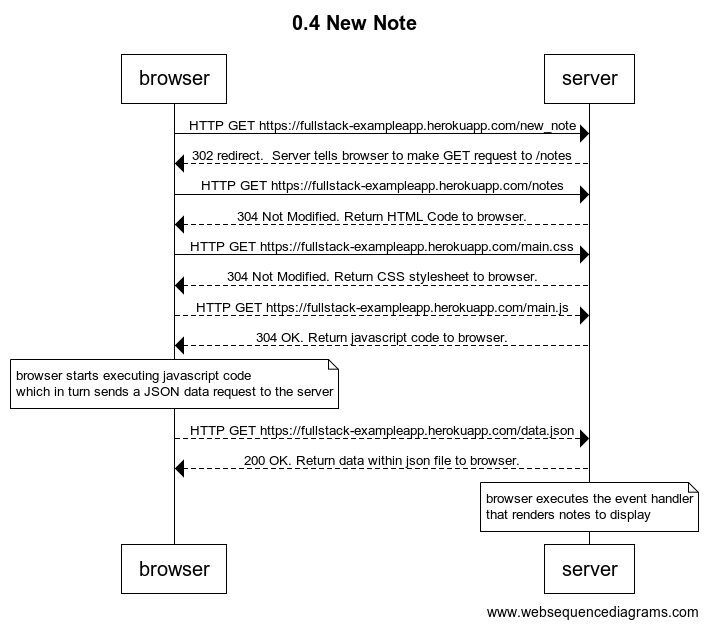 0.4 New Note
browser
server
HTTP GET https://fullstack-exampleapp.herokuapp.com/new_note
302 redirect.  Server tells browser to make GET request to /notes
HTTP GET https://fullstack-exampleapp.herokuapp.com/notes
304 Not Modified. Return HTML Code to browser.
HTTP GET https://fullstack-exampleapp.herokuapp.com/main.css
304 Not Modified. Return CSS stylesheet to browser.
HTTP GET https://fullstack-exampleapp.herokuapp.com/main.js
304 OK. Return javascript code to browser.
browser starts executing javascript code
which in turn sends a JSON data request to the server
HTTP GET https://fullstack-exampleapp.herokuapp.com/data.json
200 OK. Return data within json file to browser.
browser executes the event handler
that renders notes to display
browser
server
www.websequencediagrams.com